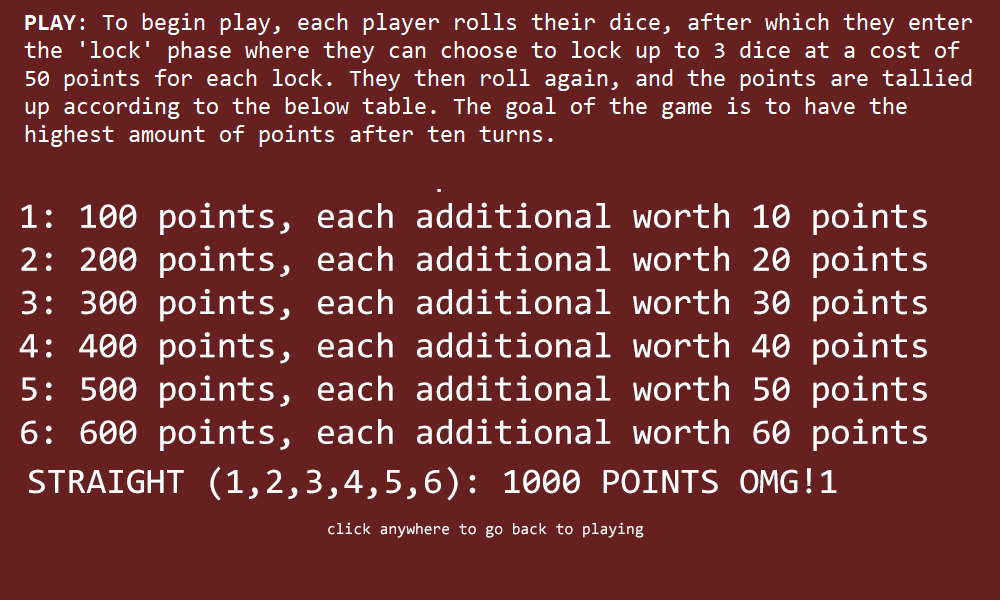 PLAY: To begin play, each player rolls their dice, after which they enter
the 'lock' phase where they can choose to lock up to 3 dice at a cost of
50 points for each lock. They then roll again, and the points are tallied
up according to the below table. The goal of the game is to have the
highest amount of points after ten turns.
.
1: 100 points, each additional worth 10 points
2: 200 points, each additional worth 20 points
3: 300 points, each additional worth 30 points
4: 400 points, each additional worth 40 points
5: 500 points, each additional worth 50 points
6: 600 points, each additional worth 60 points
STRAIGHT (1,2,3,4,5,6): 1000 POINTS OMG!1
click anywhere to go back to playing